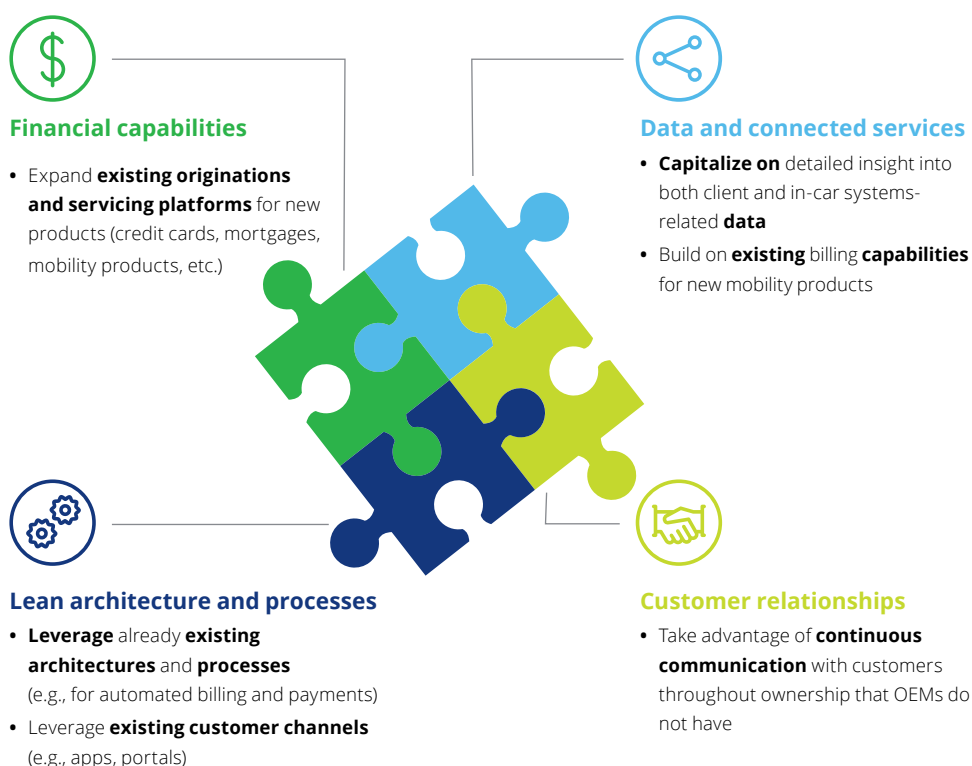 $
Financial capabilities
• Expand existing originations
and servicing platforms for new
products (credit cards, mortgages,
mobility products, etc.)
Data and connected services
• Capitalize on detailed insight into
both client and in-car systems-
related data
• Build on existing billing capabilities
for new mobility products
Lean architecture and processes
• Leverage already existing
architectures and processes
(e.g., for automated billing and payments)
• Leverage existing customer channels
(e.g., apps, portals)
Customer relationships
• Take advantage of continuous
communication with customers
throughout ownership that OEMs do
not have